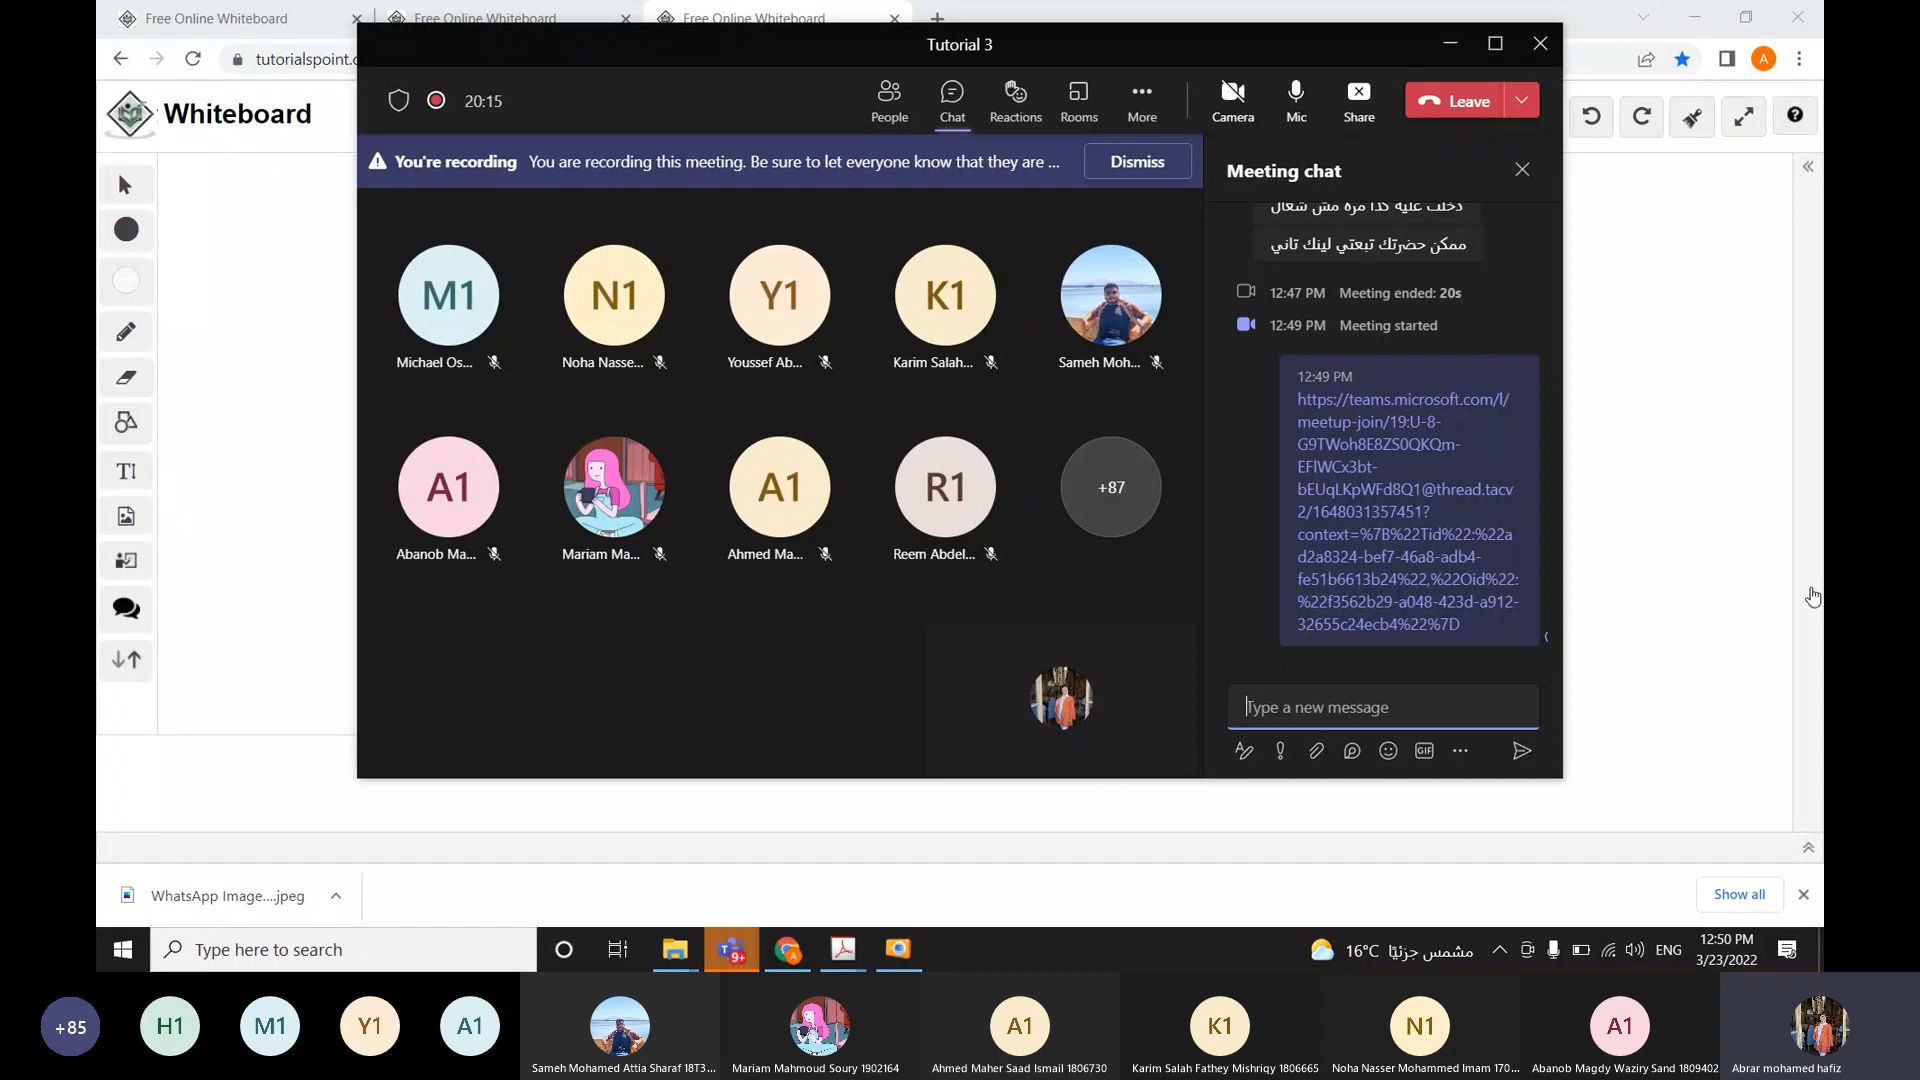 Free Online Whiteboard
Free Online Whiteboard
Free Online Whiteboard
tutorialspoint.c
Tutorial 3
20:15
People
Chat
Reactions
Rooms
More
Camera
Mic
Share
Leave
Whiteboard
You're recording You are recording this meeting. Be sure to let everyone know that they are ...
Dismiss
Meeting chat
دخلت عليه كذا مرة مش شغال
ممكن حضرتك تبعتي لينك تاني
12:47 PM Meeting ended: 20s
12:49 PM Meeting started
12:49 PM
https://teams.microsoft.com/l/
meetup-join/19:U-8-
G9TWoh8E8ZS0QKQm-
EFlWCx3bt-
bEUqLKpWFd8Q1@thread.tacv
2/1648031357451?
context=%7B%22Tid%22:%22a
d2a8324-bef7-46a8-adb4-
fe51b6613b24%22,%22Oid%22:
%22f3562b29-a048-423d-a912-
32655c24ecb4%22%7D
Type a new message
GIF
M1
N1
Y1
K1
Michael Os...
Noha Nasse...
Youssef Ab...
Karim Salah...
Sameh Moh...
A1
A1
R1
+87
Abanob Ma...
Mariam Ma...
Ahmed Ma...
Reem Abdel...
WhatsApp Image....jpeg
Show all
Type here to search
9+
16°C مشمس جزئيًا
ENG
12:50 PM
3/23/2022
+85
H1
M1
Y1
A1
A1
K1
N1
A1
Sameh Mohamed Attia Sharaf 18T3...
Mariam Mahmoud Soury 1902164
Ahmed Maher Saad Ismail 1806730
Karim Salah Fathey Mishriqy 1806665
Noha Nasser Mohammed Imam 170...
Abanob Magdy Waziry Sand 1809402
Abrar mohamed hafiz